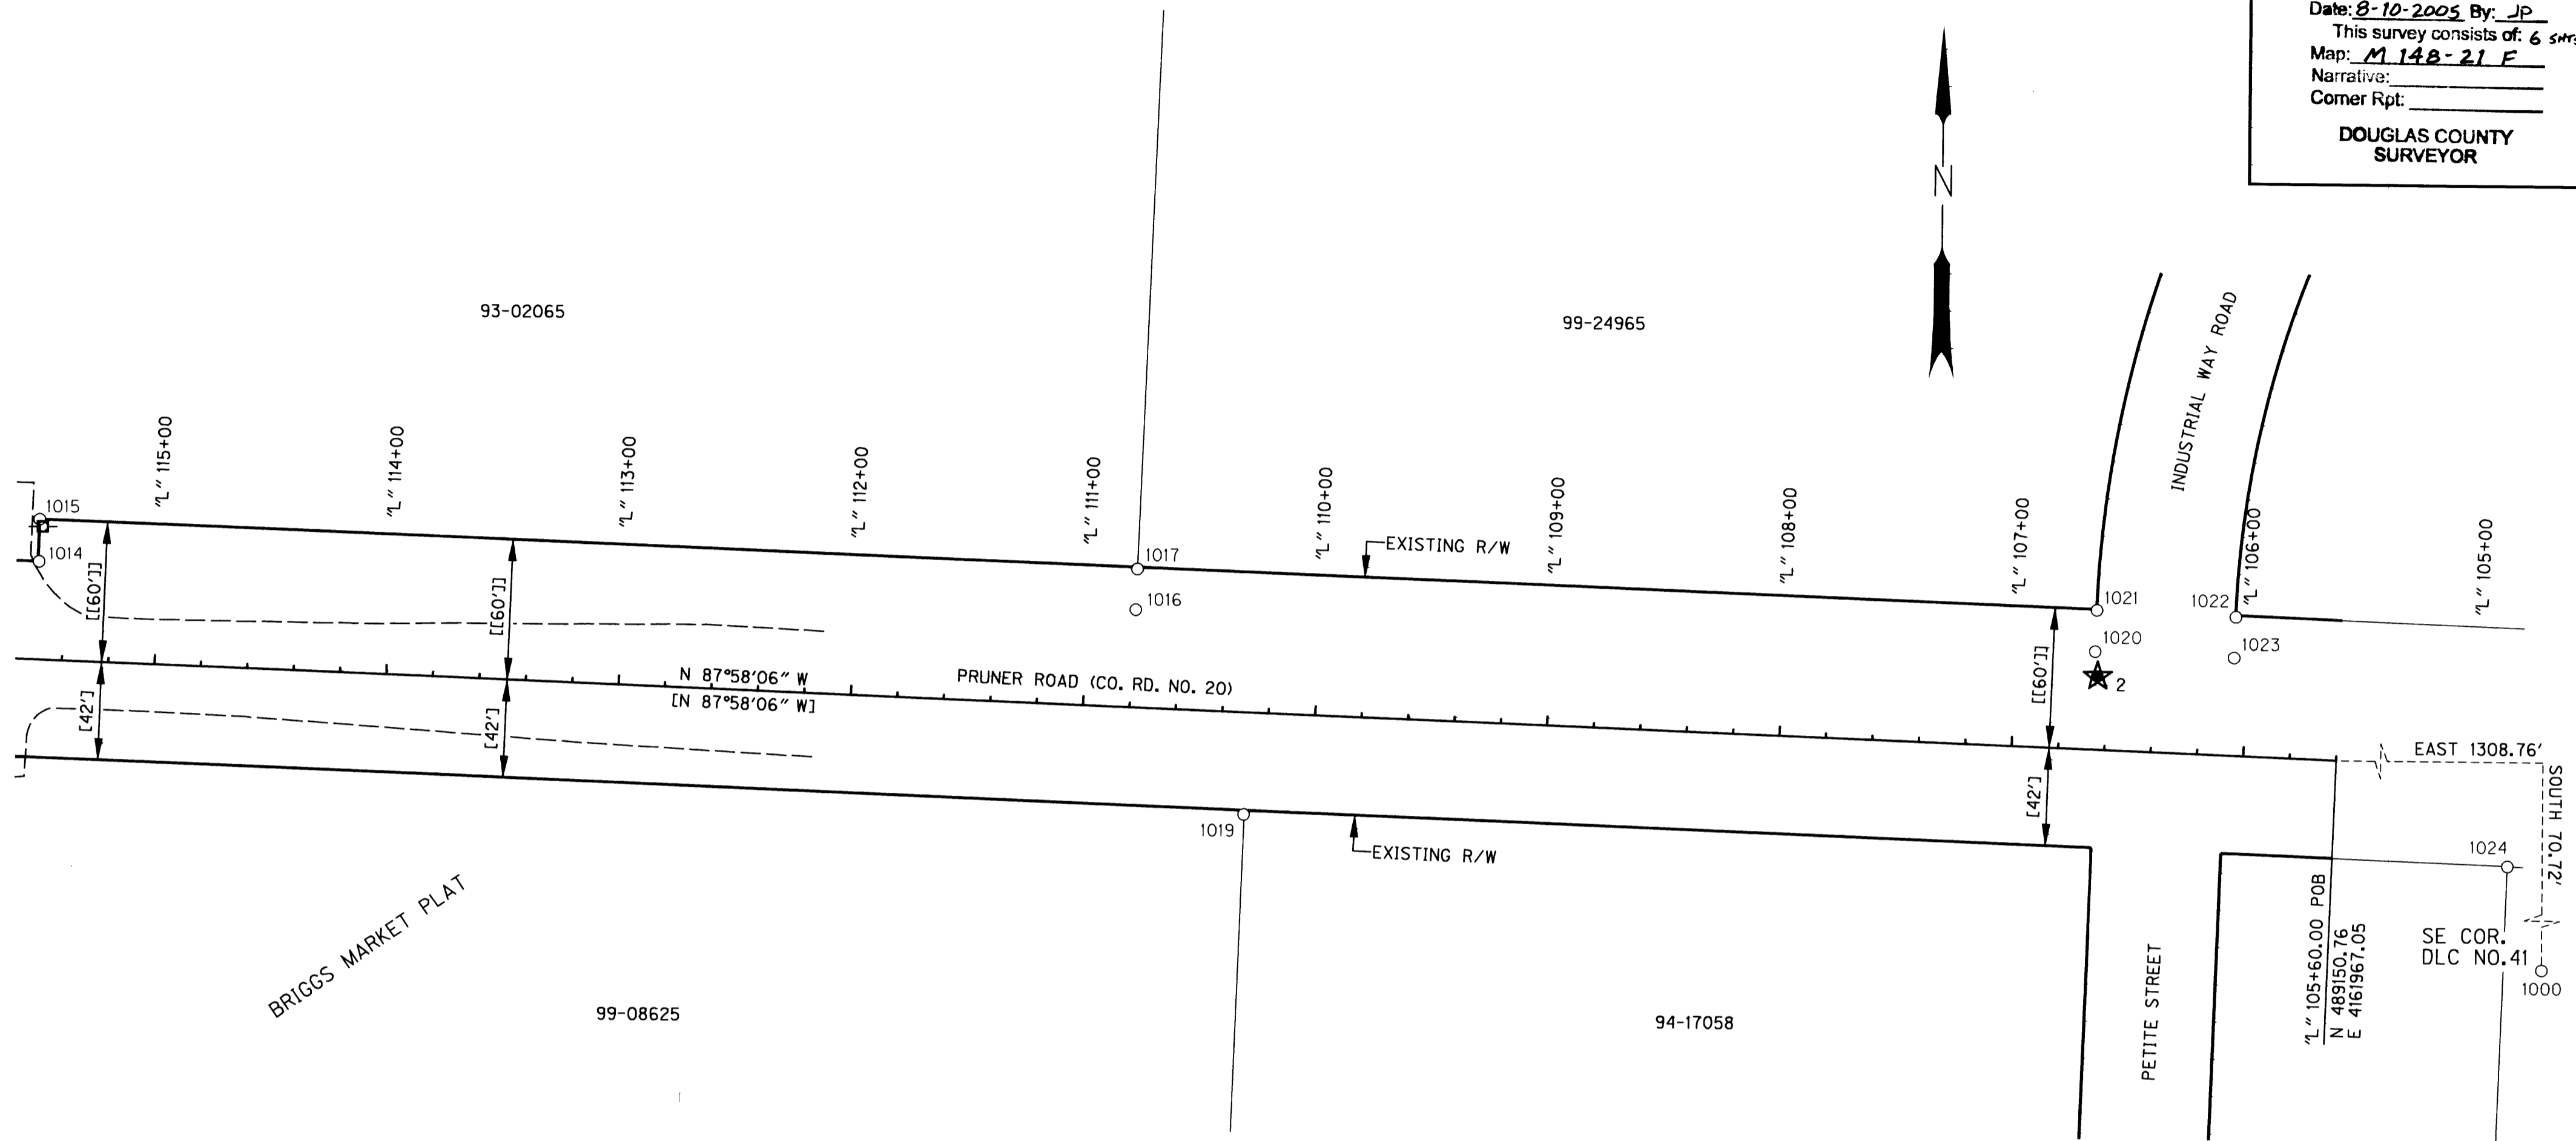 Date: 8-10-2005 By: JP
This survey consists of: 6 SHTS
Map: M 148-21 F
Narrative:
Corner Rpt:
DOUGLAS COUNTY
SURVEYOR
N
93-02065
99-24965
INDUSTRIAL WAY ROAD
"L" 115+00
"L" 114+00
"L" 113+00
"L" 112+00
"L" 111+00
"L" 110+00
"L" 109+00
"L" 108+00
"L" 107+00
"L" 106+00
"L" 105+00
1015
1014
1017
1016
EXISTING R/W
1021
1022
1020
1023
2
[[60']]
[[60']]
[[60']]
N 87°58'06" W
[N 87°58'06" W]
PRUNER ROAD (CO. RD. NO. 20)
[42']
[42']
[42']
EAST 1308.76'
SOUTH 70.72'
1019
EXISTING R/W
1024
BRIGGS MARKET PLAT
99-08625
94-17058
PETITE STREET
"L" 105+60.00 POB
N 489150.76
E 4161967.05
SE COR.
DLC NO.41
1000